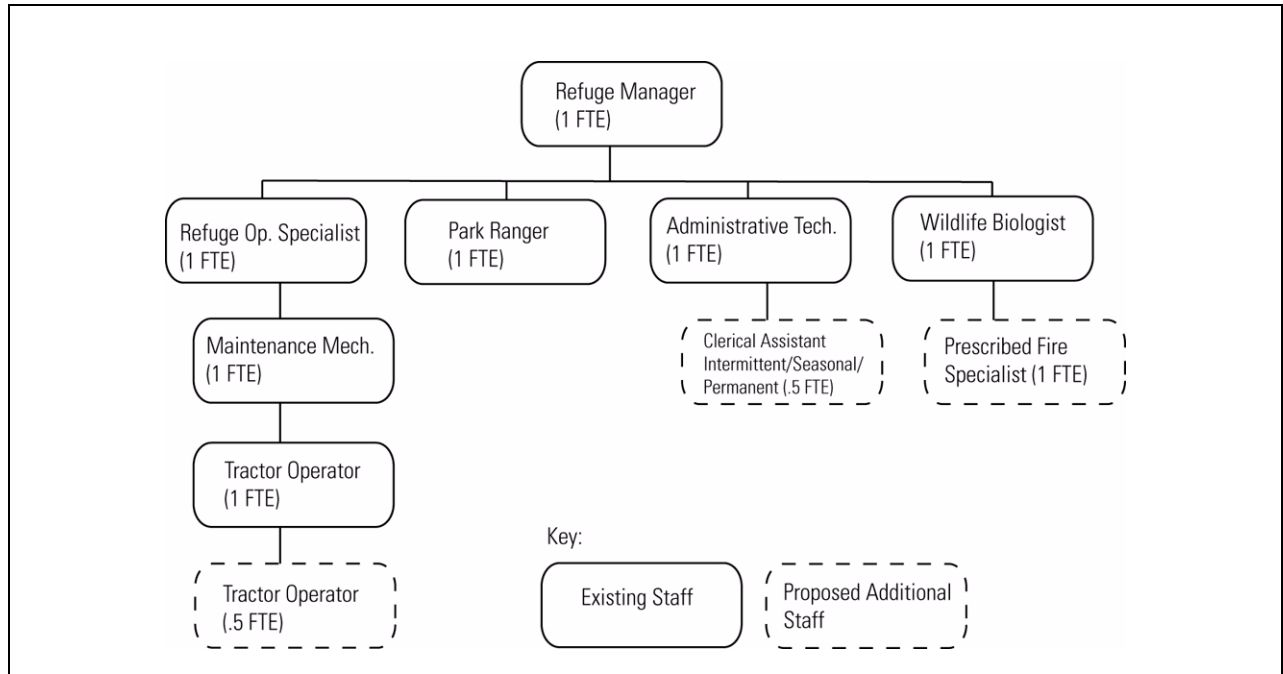 Refuge Manager
(1 FTE)
Refuge Op. Specialist
(1 FTE)
Park Ranger
(1 FTE)
Administrative Tech.
(1 FTE)
Wildlife Biologist
(1 FTE)
Maintenance Mech.
(1 FTE)
Clerical Assistant
Intermittent/Seasonal/
Permanent (.5 FTE)
Prescribed Fire
Specialist (1 FTE)
Tractor Operator
(1 FTE)
Tractor Operator
(.5 FTE)
Key:
Existing Staff
Proposed Additional
Staff